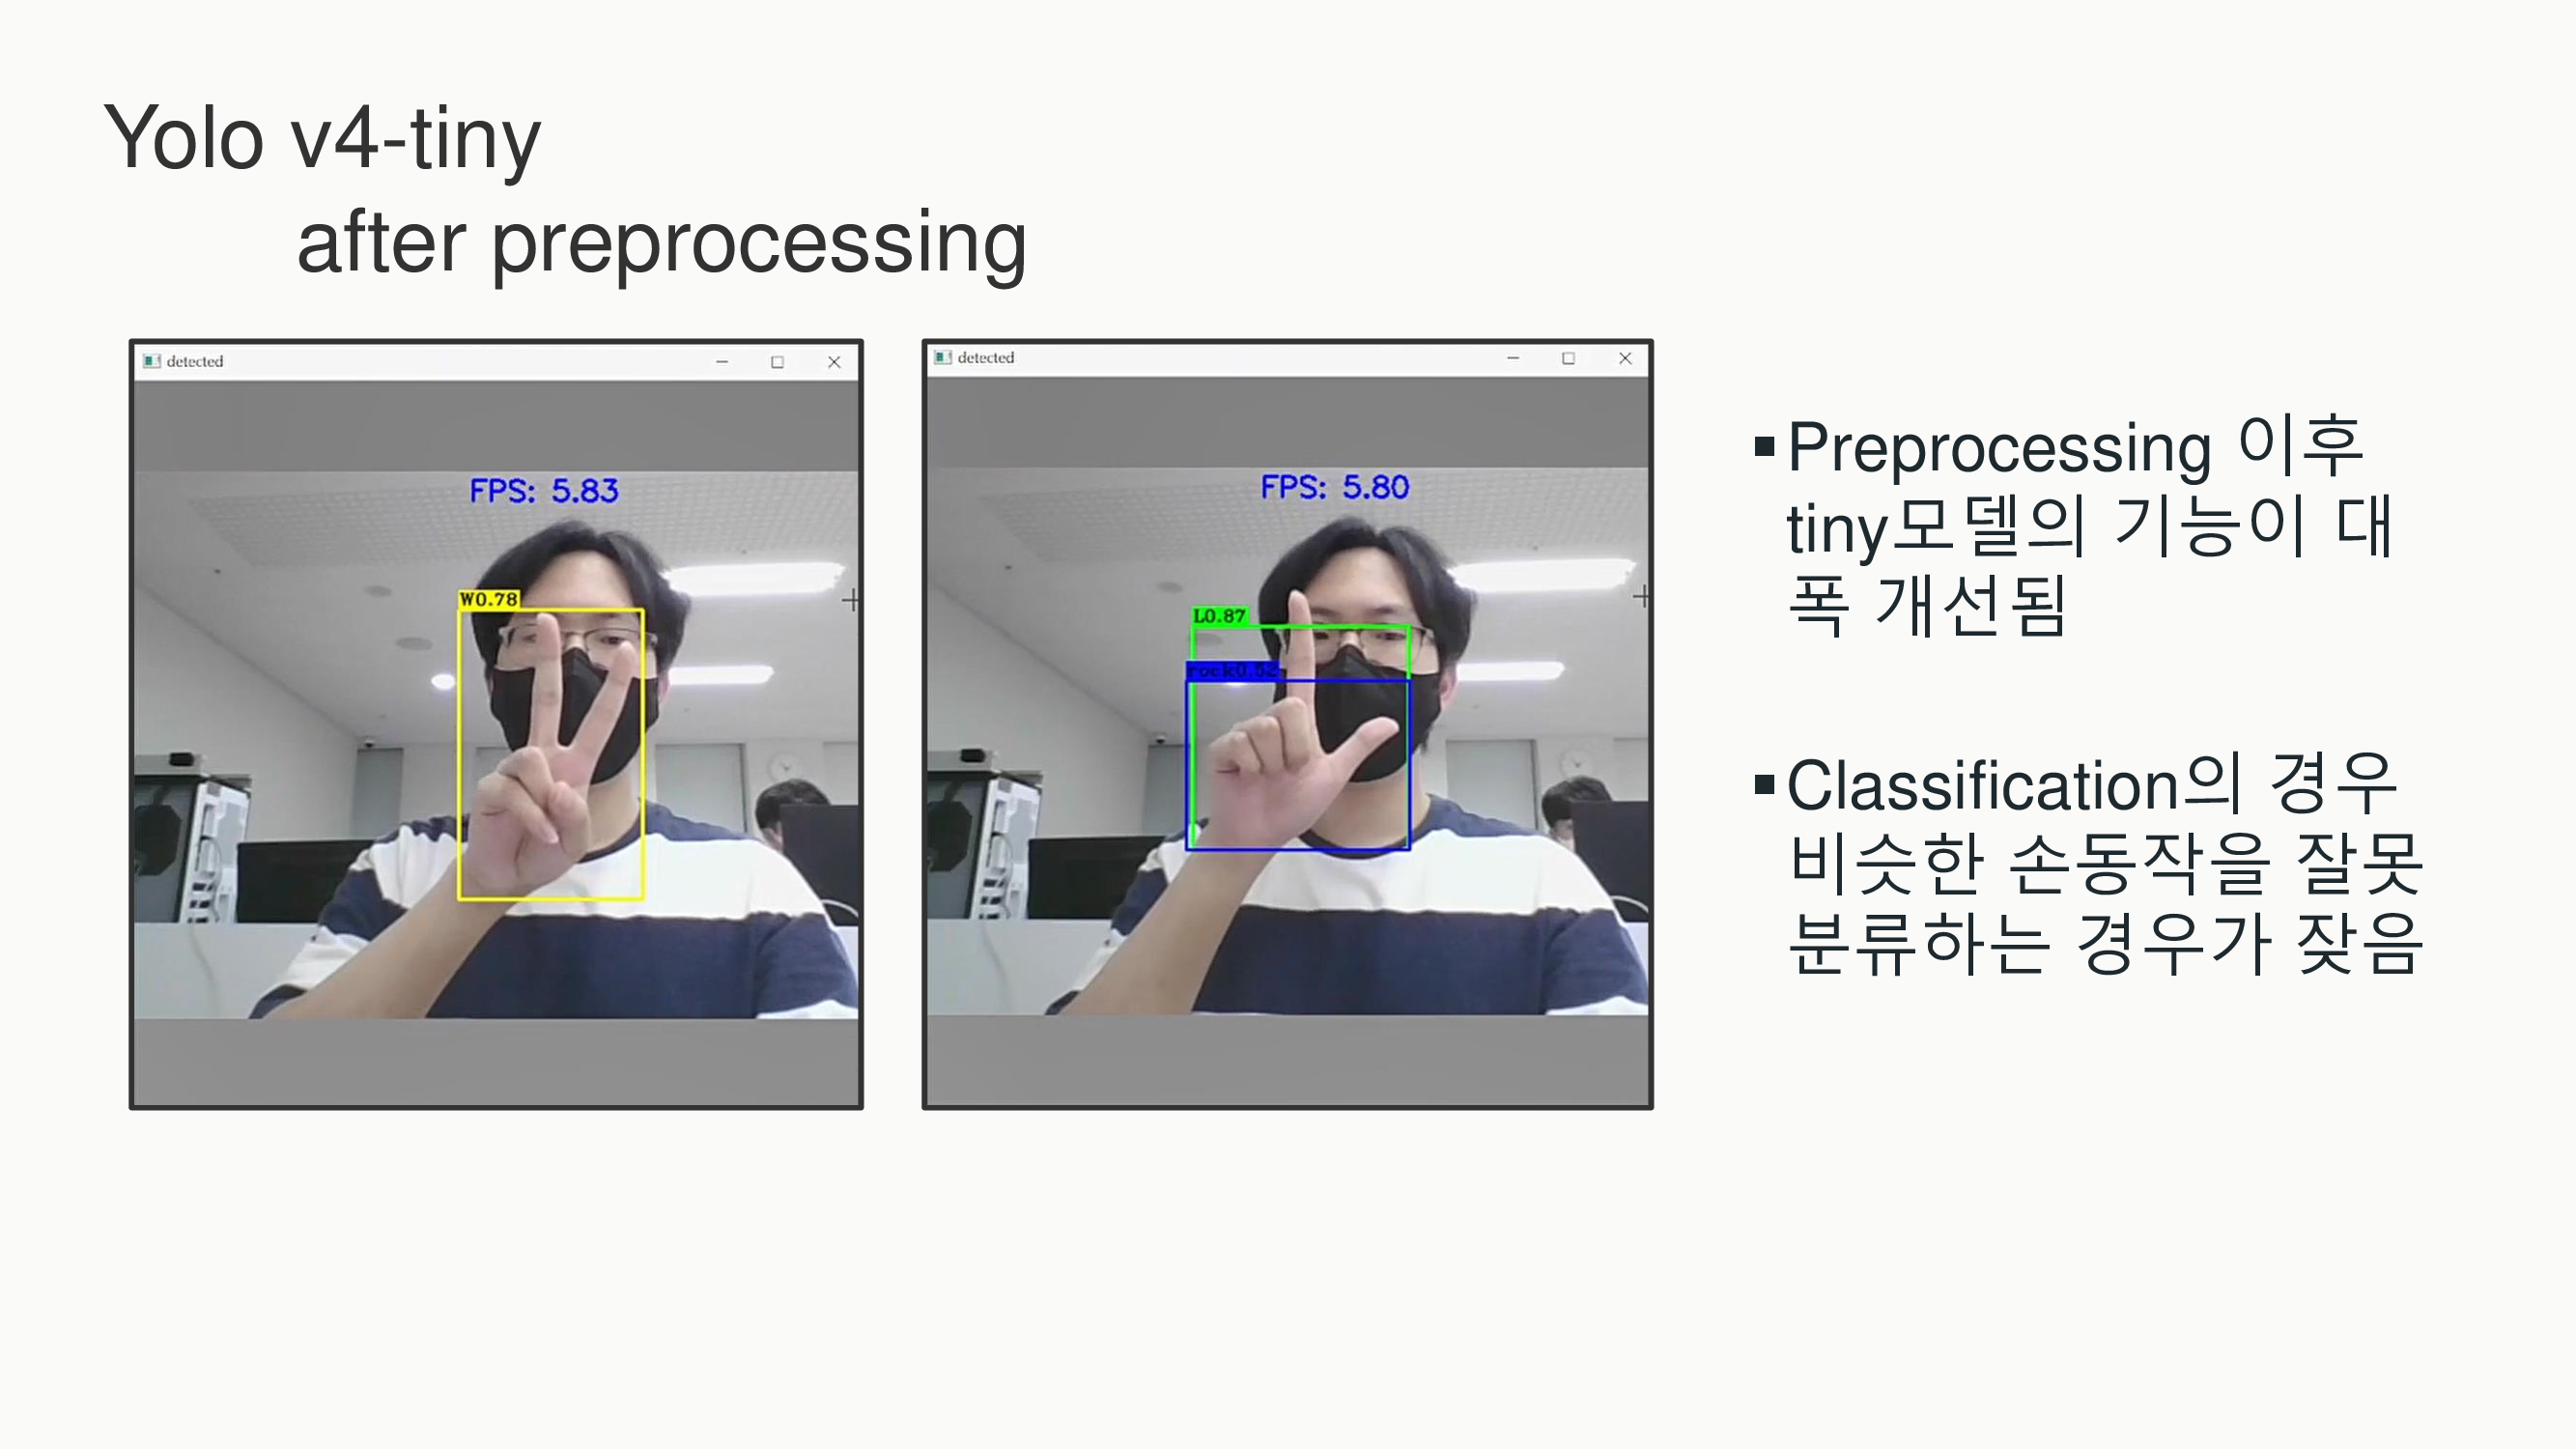 Yolo v4-tiny
after preprocessing
detected
FPS: 5.83
W0.78
detected
FPS: 5.80
L0.87
rock0.52
▪Preprocessing 이후
tiny모델의 기능이 대
폭 개선됨
▪Classification의 경우
비슷한 손동작을 잘못
분류하는 경우가 잦음